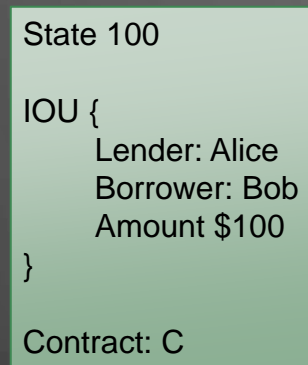 State 100
IOU {
Lender: Alice
Borrower: Bob
Amount $100
}
Contract: C